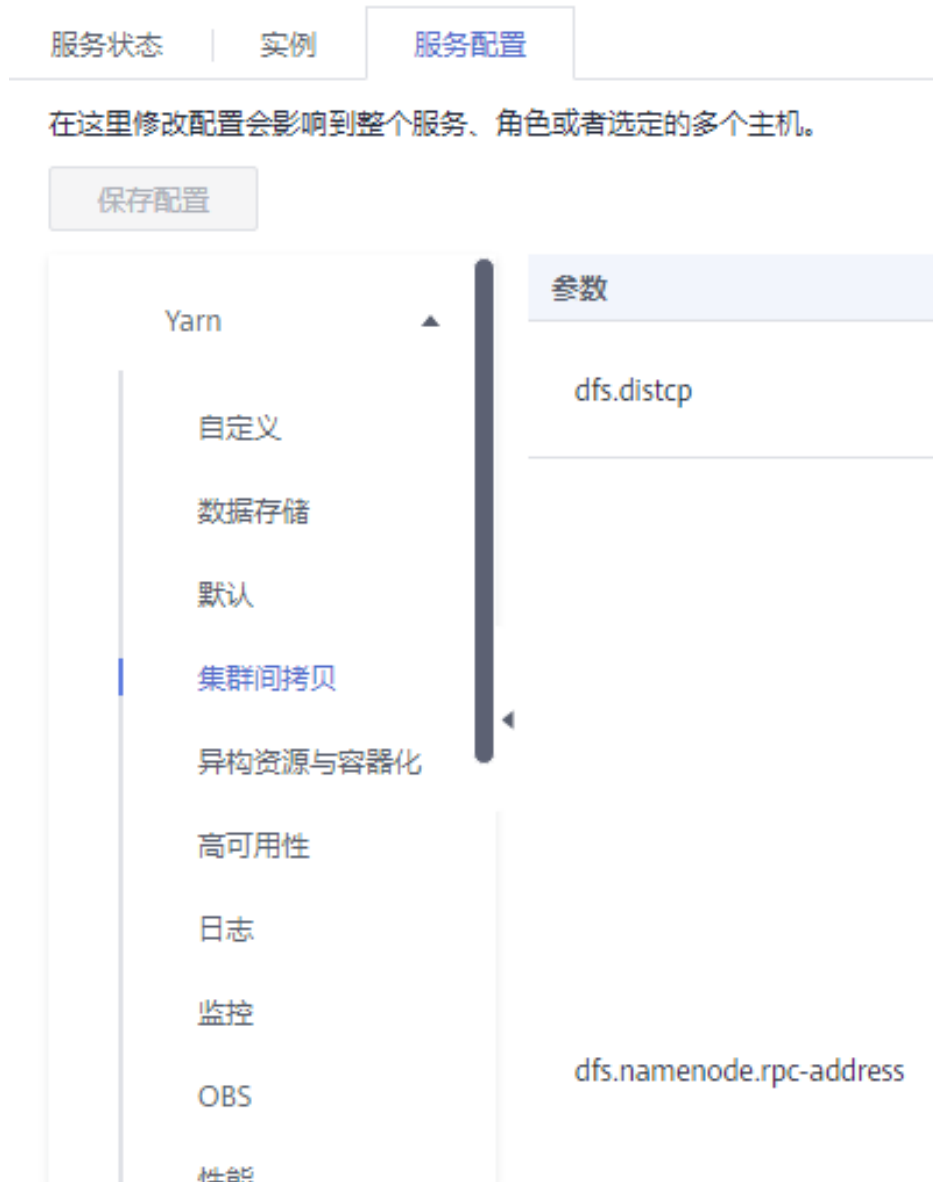 服务状态 实例 服务配置
在这里修改配置会影响到整个服务、角色或者选定的多个主机。
保存配置
Yarn
自定义
数据存储
默认
集群间拷贝
异构资源与容器化
高可用性
日志
监控
OBS
性能
参数
dfs.distcp
dfs.namenode.rpc-address